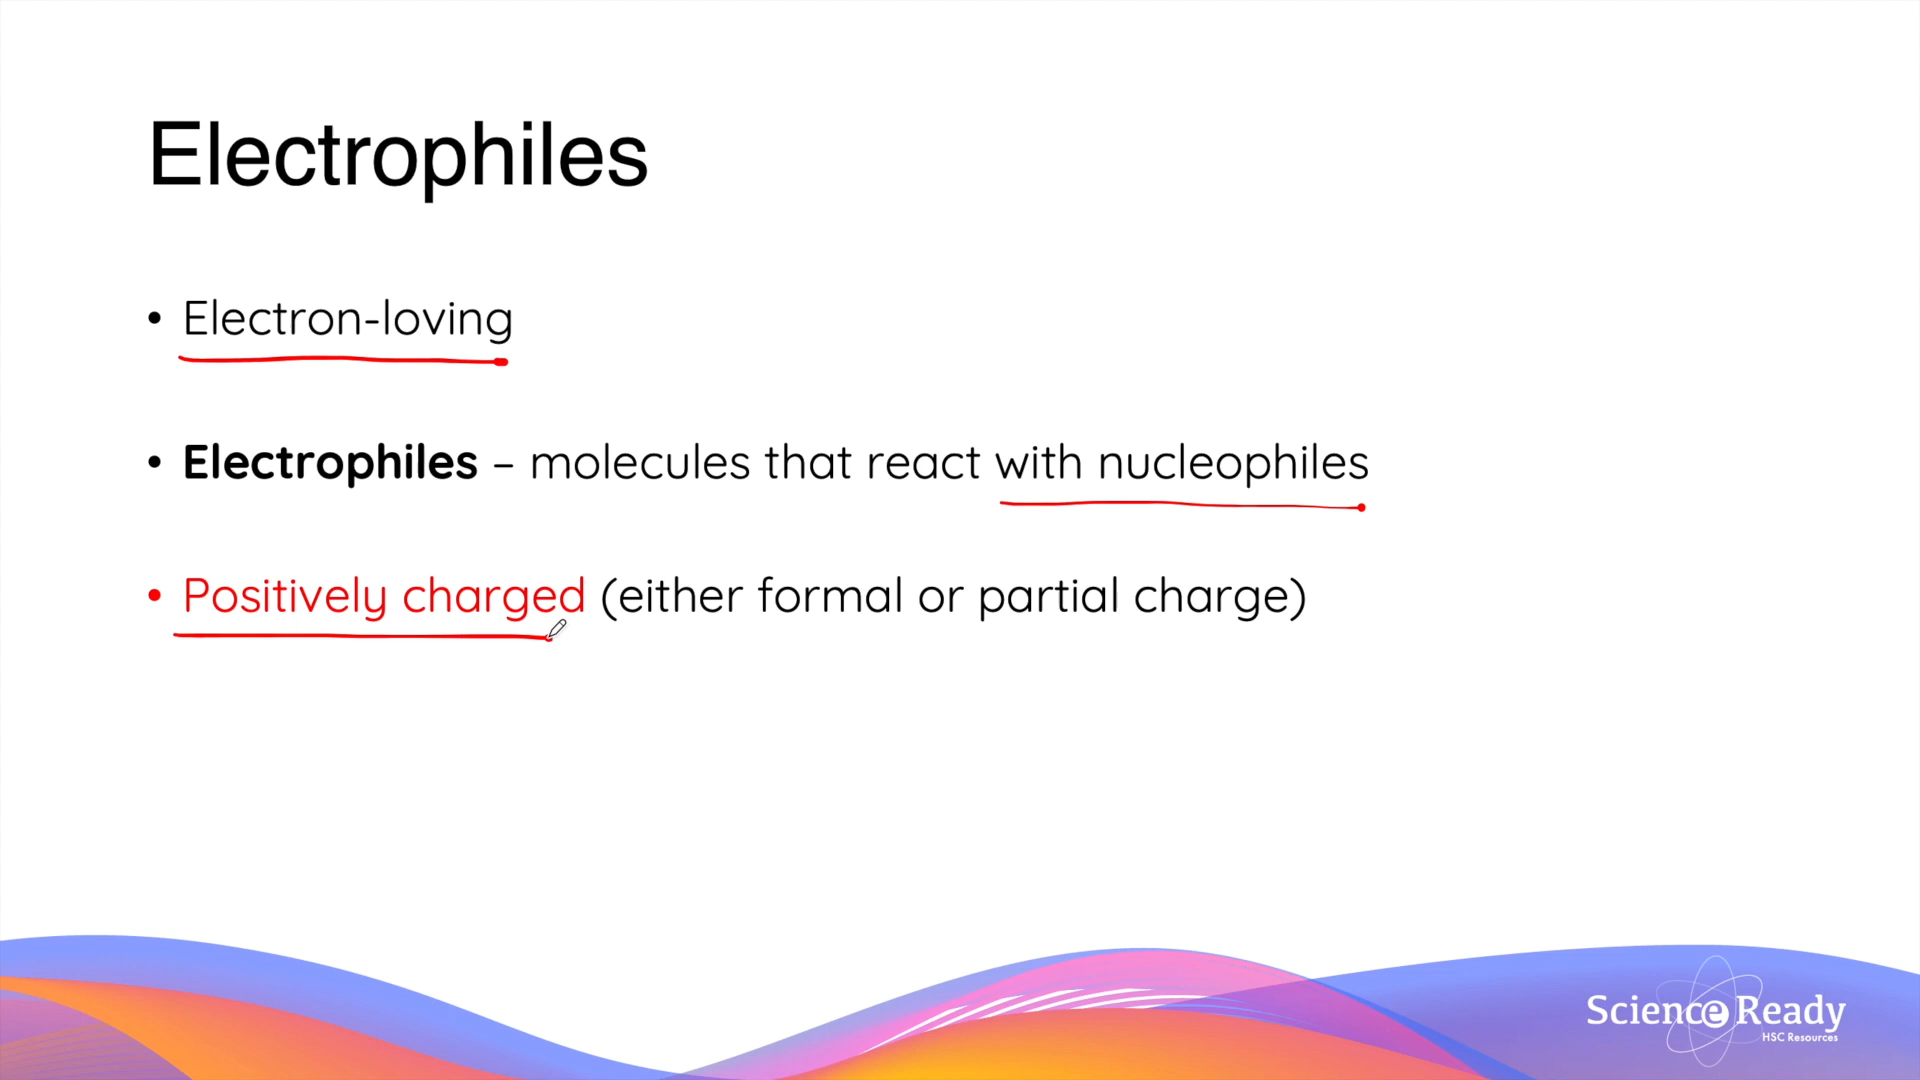 Electrophiles
• Electron-loving
• Electrophiles – molecules that react with nucleophiles
• Positively charged (either formal or partial charge)
Science Ready
HSC Resources